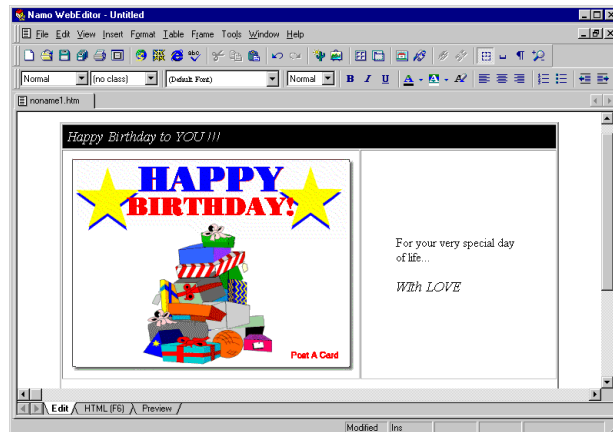 Namo WebEditor - Untitled
File Edit View Insert Format Table Frame Tools Window Help
Normal (no class) (Default Font) Normal B I U A A
noname1.htm
Happy Birthday to YOU !!!
HAPPY
BIRTHDAY!
For your very special day
of life...
WIth LOVE
Post A Card
Edit HTML (F6) Preview
Modified Ins